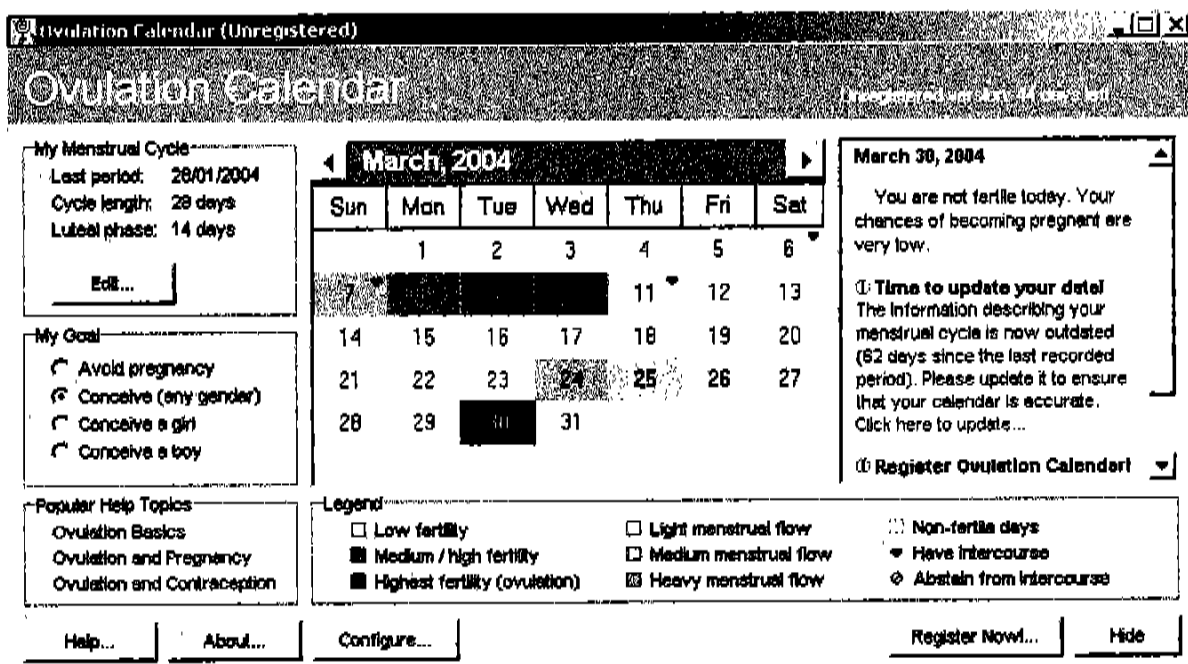 Ovulation Calendar (Unregistered)
Ovulation Calendar
My Menstrual Cycle
Last period: 28/01/2004
Cycle length: 28 days
Luteal phase: 14 days
Edit...
My Goal
Avoid pregnancy
Conceive (any gender)
Conceive a girl
Conceive a boy
Popular Help Topics
Ovulation Basics
Ovulation and Pregnancy
Ovulation and Contraception
March, 2004
Sun Mon Tue Wed Thu Fri Sat
1 2 3 4 5 6
7 11 12 13
14 15 16 17 18 19 20
21 22 23 24 25 26 27
28 29 30 31
March 30, 2004
You are not fertile today. Your
chances of becoming pregnant are
very low.
Time to update your data!
The information describing your
menstrual cycle is now outdated
(62 days since the last recorded
period). Please update it to ensure
that your calendar is accurate.
Click here to update...
Register Ovulation Calendar!
Legend
Low fertility
Medium / high fertility
Highest fertility (ovulation)
Light menstrual flow
Medium menstrual flow
Heavy menstrual flow
Non-fertile days
Have intercourse
Abstain from intercourse
Help... About... Configure... Register Now!... Hide